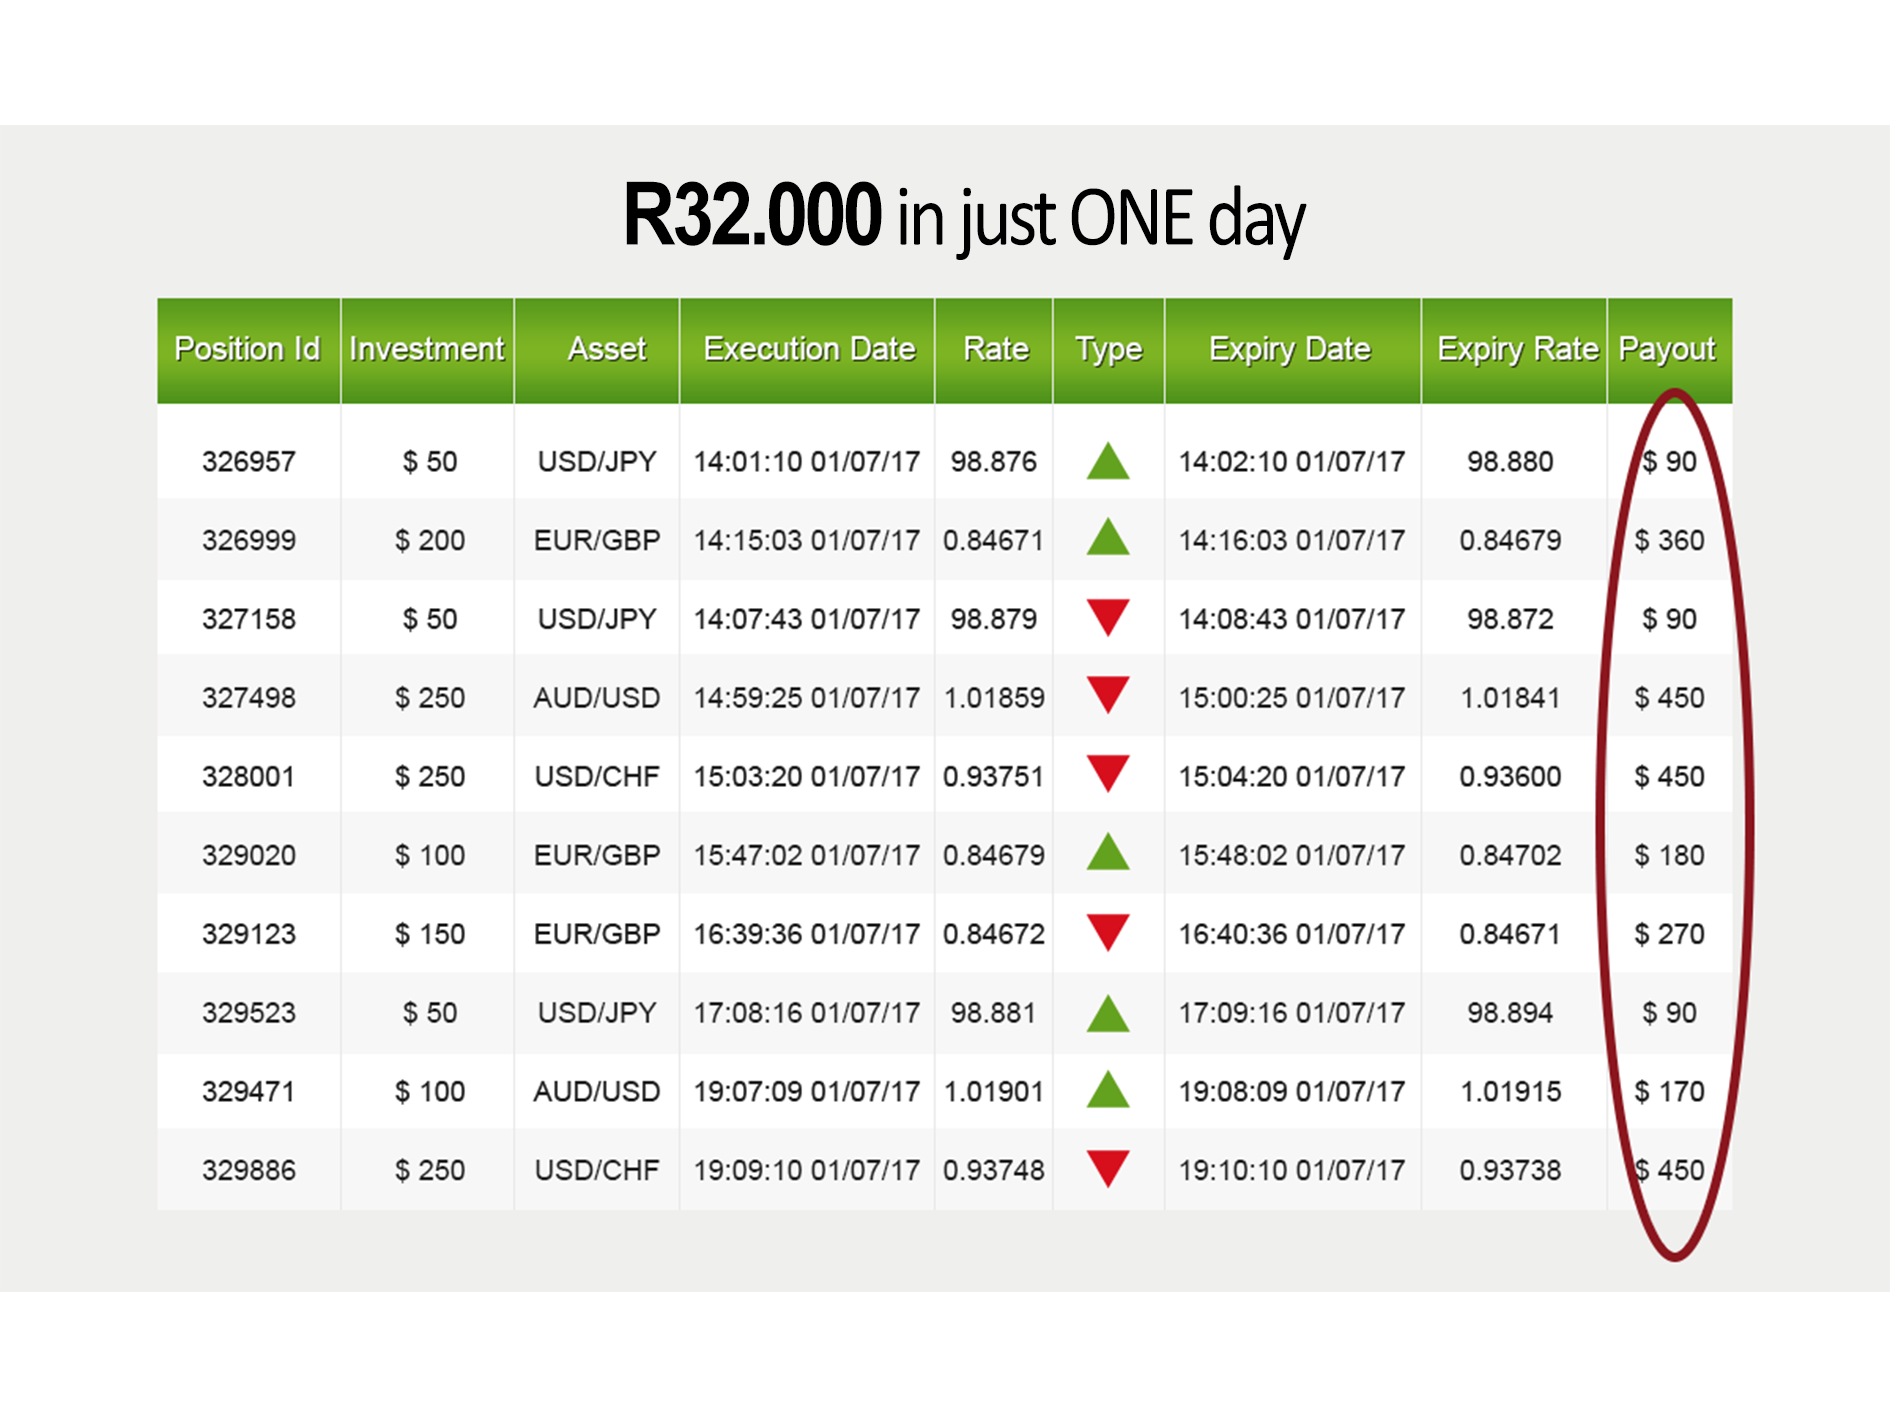 R32.000 in just ONE day
Position Id Investment Asset Execution Date Rate Type Expiry Date Expiry Rate Payout
326957 $ 50 USD/JPY 14:01:10 01/07/17 98.876 14:02:10 01/07/17 98.880 $ 90
326999 $ 200 EUR/GBP 14:15:03 01/07/17 0.84671 14:16:03 01/07/17 0.84679 $ 360
327158 $ 50 USD/JPY 14:07:43 01/07/17 98.879 14:08:43 01/07/17 98.872 $ 90
327498 $ 250 AUD/USD 14:59:25 01/07/17 1.01859 15:00:25 01/07/17 1.01841 $ 450
328001 $ 250 USD/CHF 15:03:20 01/07/17 0.93751 15:04:20 01/07/17 0.93600 $ 450
329020 $ 100 EUR/GBP 15:47:02 01/07/17 0.84679 15:48:02 01/07/17 0.84702 $ 180
329123 $ 150 EUR/GBP 16:39:36 01/07/17 0.84672 16:40:36 01/07/17 0.84671 $ 270
329523 $ 50 USD/JPY 17:08:16 01/07/17 98.881 17:09:16 01/07/17 98.894 $ 90
329471 $ 100 AUD/USD 19:07:09 01/07/17 1.01901 19:08:09 01/07/17 1.01915 $ 170
329886 $ 250 USD/CHF 19:09:10 01/07/17 0.93748 19:10:10 01/07/17 0.93738 $ 450